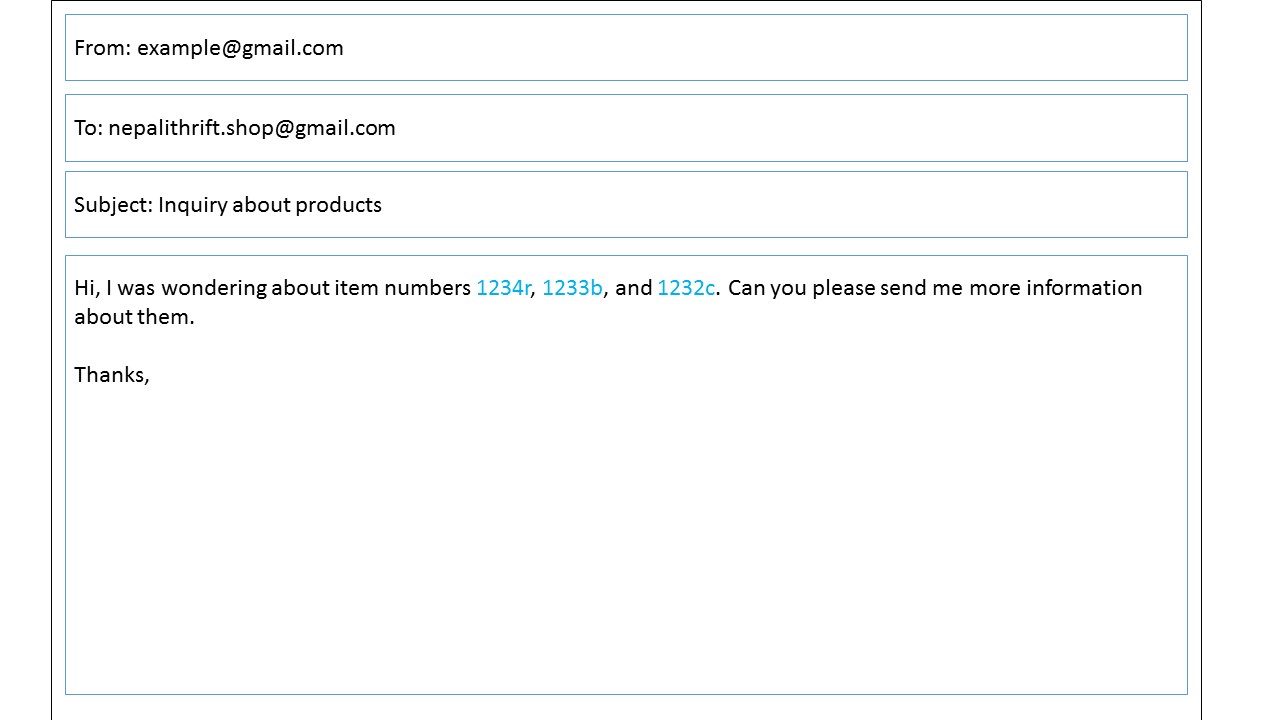 From: example@gmail.com
To: nepalithrift.shop@gmail.com
Subject: Inquiry about products
Hi, I was wondering about item numbers 1234r, 1233b, and 1232c. Can you please send me more information
about them.
Thanks,